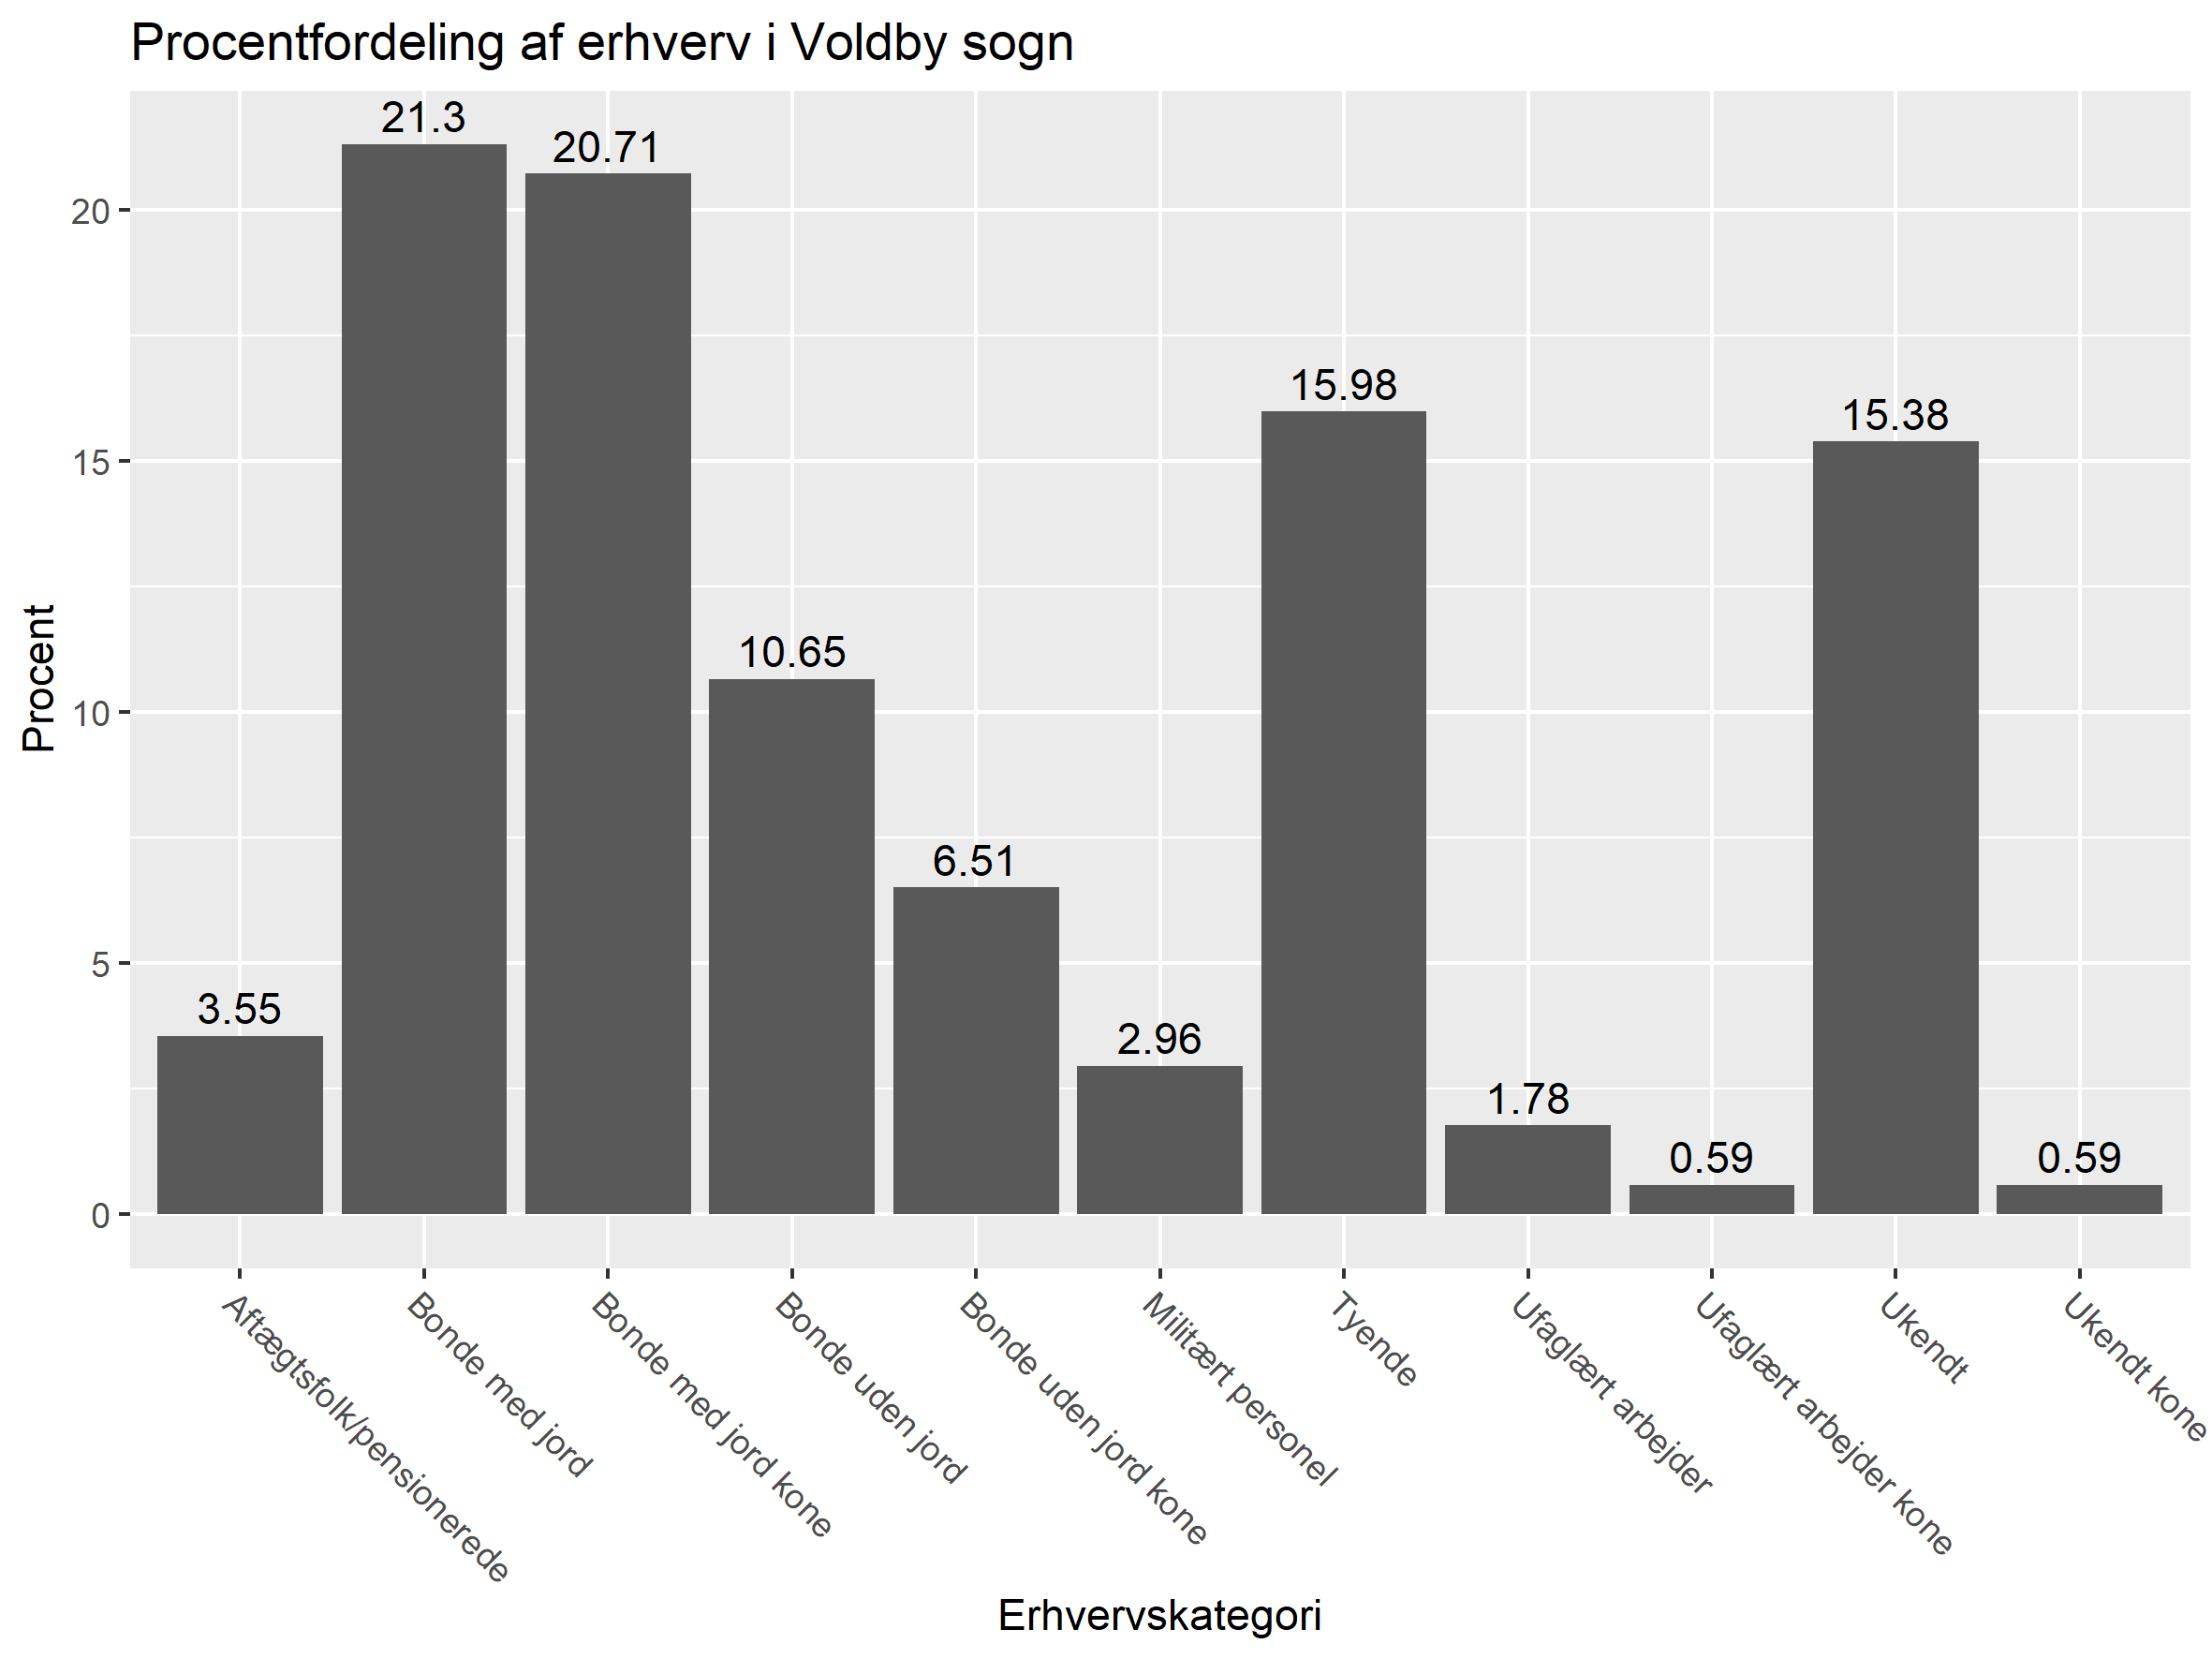 Procentfordeling af erhverv i Voldby sogn
21.3
20.71
15.98
15.38
10.65
6.51
3.55
2.96
1.78
0.59
0.59
20
15
10
5
0
Procent
Aftægtsfolk/pensionerede
Bonde med jord
Bonde med jord kone
Bonde uden jord
Bonde uden jord kone
Militært personel
Tyende
Ufaglært arbejder
Ufaglært arbejder kone
Ukendt
Ukendt kone
Erhvervskategori